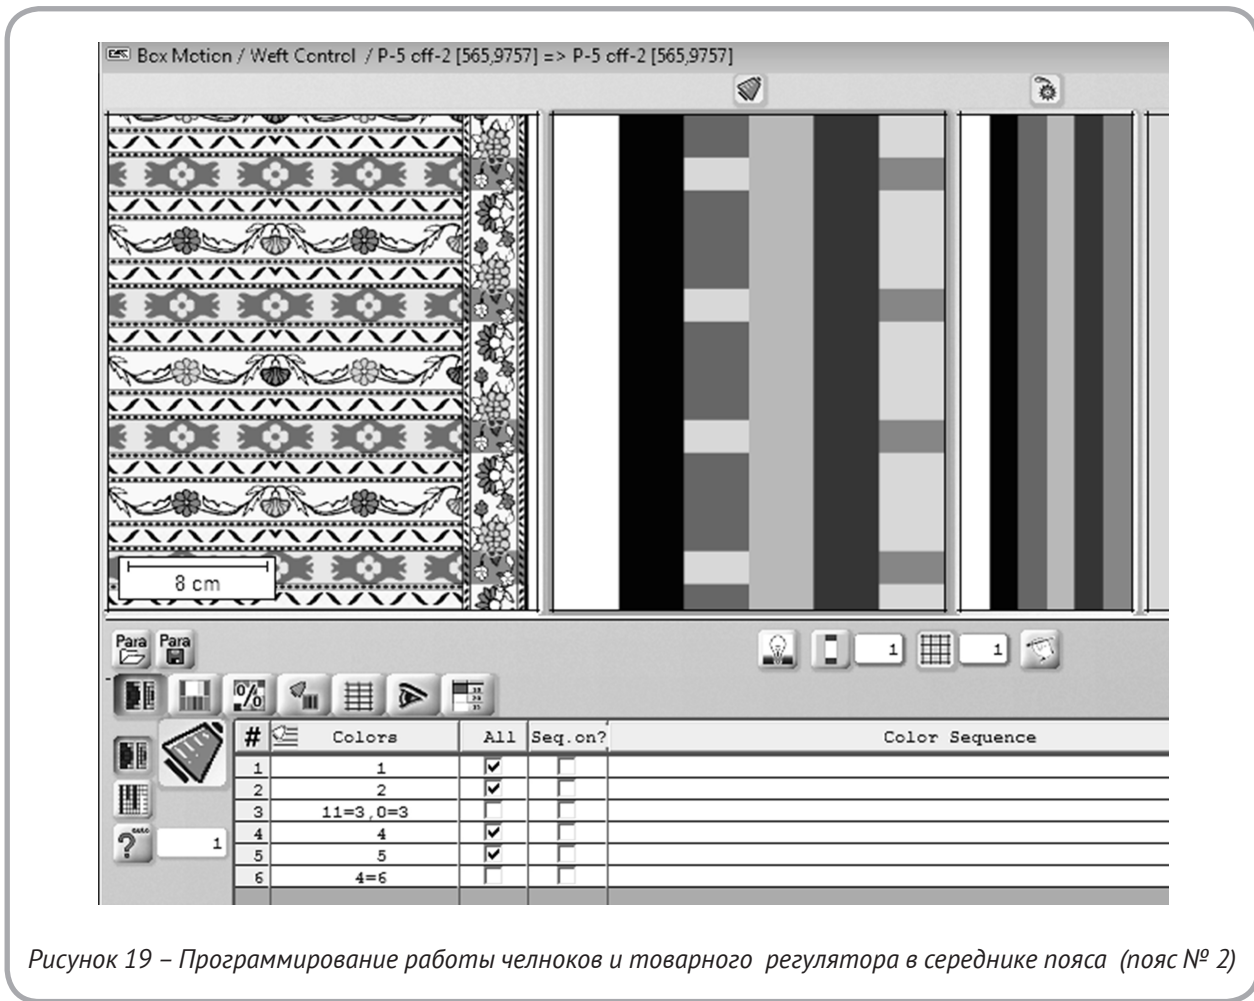 Box Motion / Weft Control / P-5 off-2 [565,9757] => P-5 off-2 [565,9757]
8 cm
Para Para
1 1
%
# Colors All Seq.on? Color Sequence
1 1
2 2
3 11=3,0=3
4 4
5 5
6 4=6
? auto 1
Рисунок 19 – Программирование работы челноков и товарного регулятора в середнике пояса (пояс № 2)